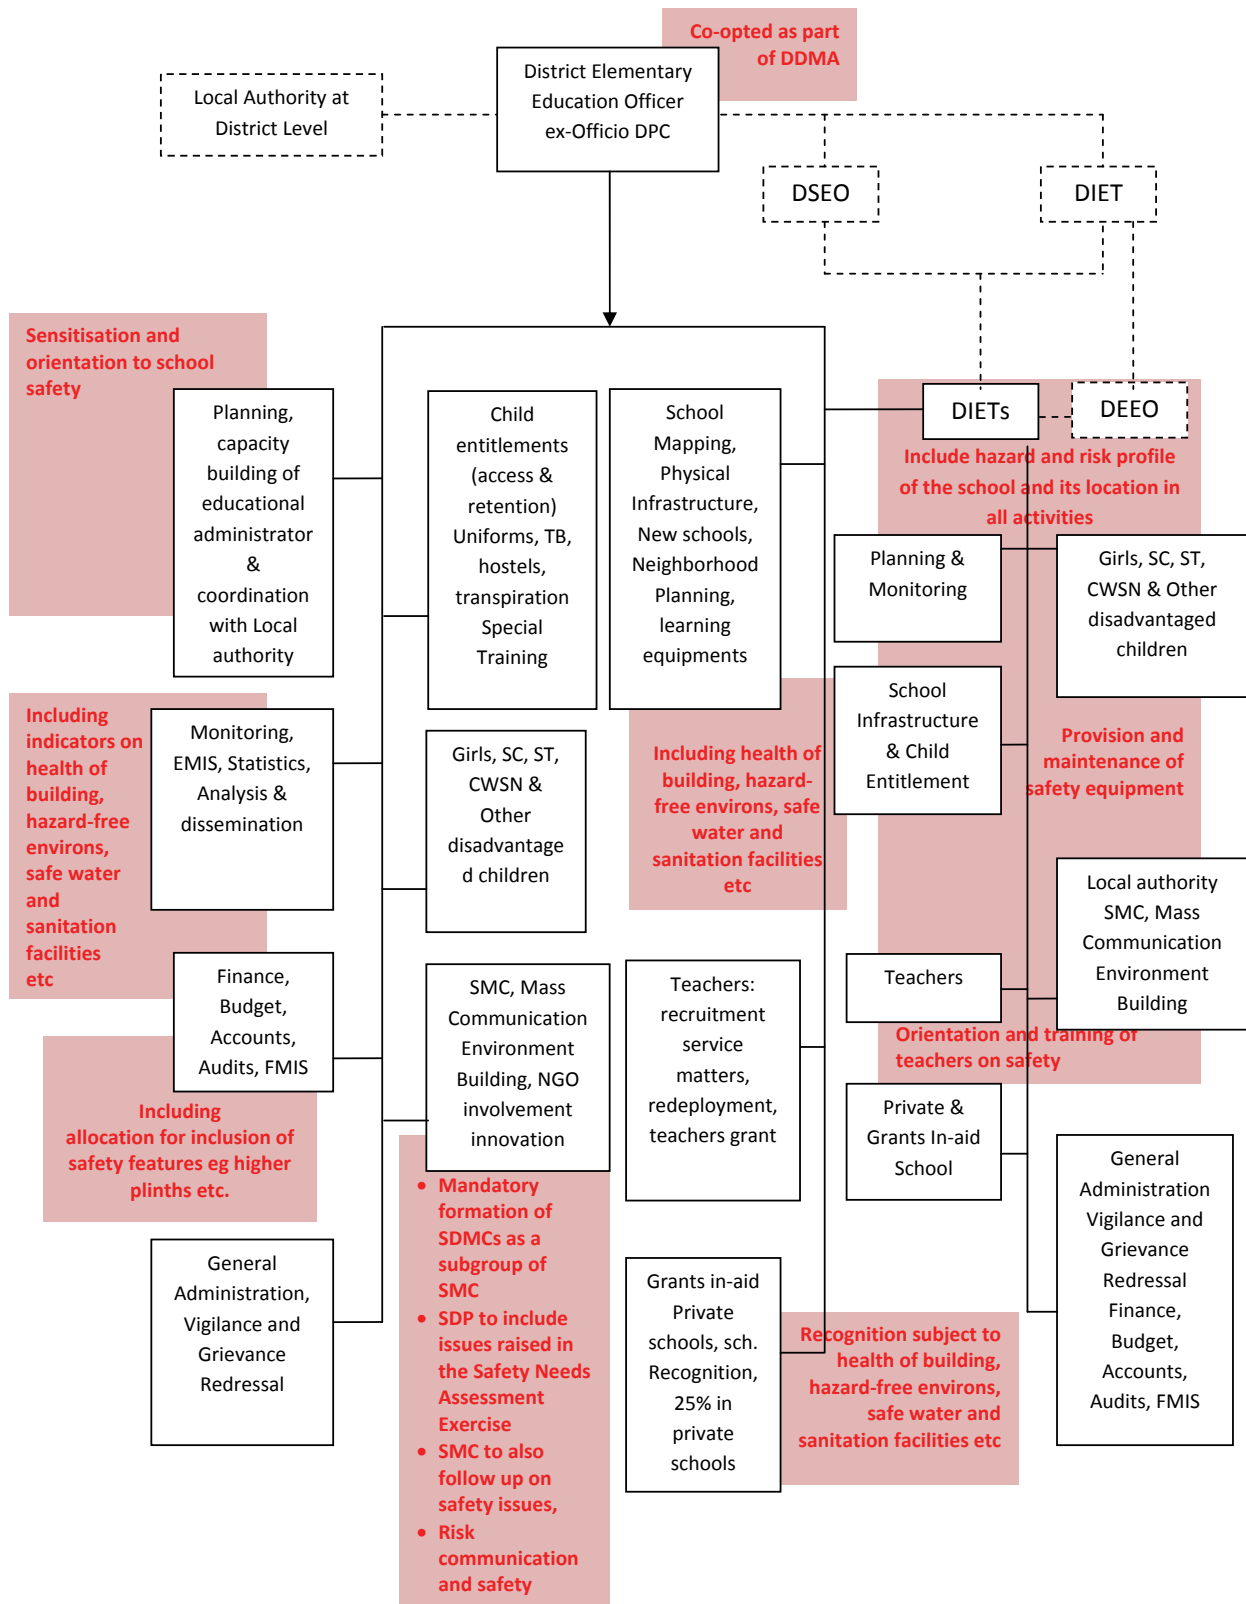 Co-opted as part
of DDMA
District Elementary
Education Officer
ex-Officio DPC
Local Authority at
District Level
DSEO
DIET
Sensitisation and
orientation to school
safety
Planning,
capacity
building of
educational
administrator
&
coordination
with Local
authority
Child
entitlements
(access &
retention)
Uniforms, TB,
hostels,
transpiration
Special
Training
School
Mapping,
Physical
Infrastructure,
New schools,
Neighborhood
Planning,
learning
equipments
DIETs
DEEO
Include hazard and risk profile
of the school and its location in
all activities
Planning &
Monitoring
Girls, SC, ST,
CWSN & Other
disadvantaged
children
Including
indicators on
health of
building,
hazard-free
environs,
safe water
and
sanitation
facilities
etc
Monitoring,
EMIS, Statistics,
Analysis &
dissemination
Girls, SC, ST,
CWSN &
Other
disadvantage
d children
Including health of
building, hazard-
free environs, safe
water and
sanitation facilities
etc
School
Infrastructure
& Child
Entitlement
Provision and
maintenance of
safety equipment
Finance,
Budget,
Accounts,
Audits, FMIS
SMC, Mass
Communication
Environment
Building, NGO
involvement
innovation
Teachers:
recruitment
service
matters,
redeployment,
teachers grant
Teachers
Local authority
SMC, Mass
Communication
Environment
Building
Orientation and training of
teachers on safety
Including
allocation for inclusion of
safety features eg higher
plinths etc.
Private &
Grants In-aid
School
General
Administration,
Vigilance and
Grievance
Redressal
• Mandatory
formation of
SDMCs as a
subgroup of
SMC
• SDP to include
issues raised in
the Safety Needs
Assessment
Exercise
• SMC to also
follow up on
safety issues,
• Risk
communication
and safety
Grants in-aid
Private
schools, sch.
Recognition,
25% in
private
schools
Recognition subject to
health of building,
hazard-free environs,
safe water and
sanitation facilities etc
General
Administration
Vigilance and
Grievance
Redressal
Finance,
Budget,
Accounts,
Audits, FMIS